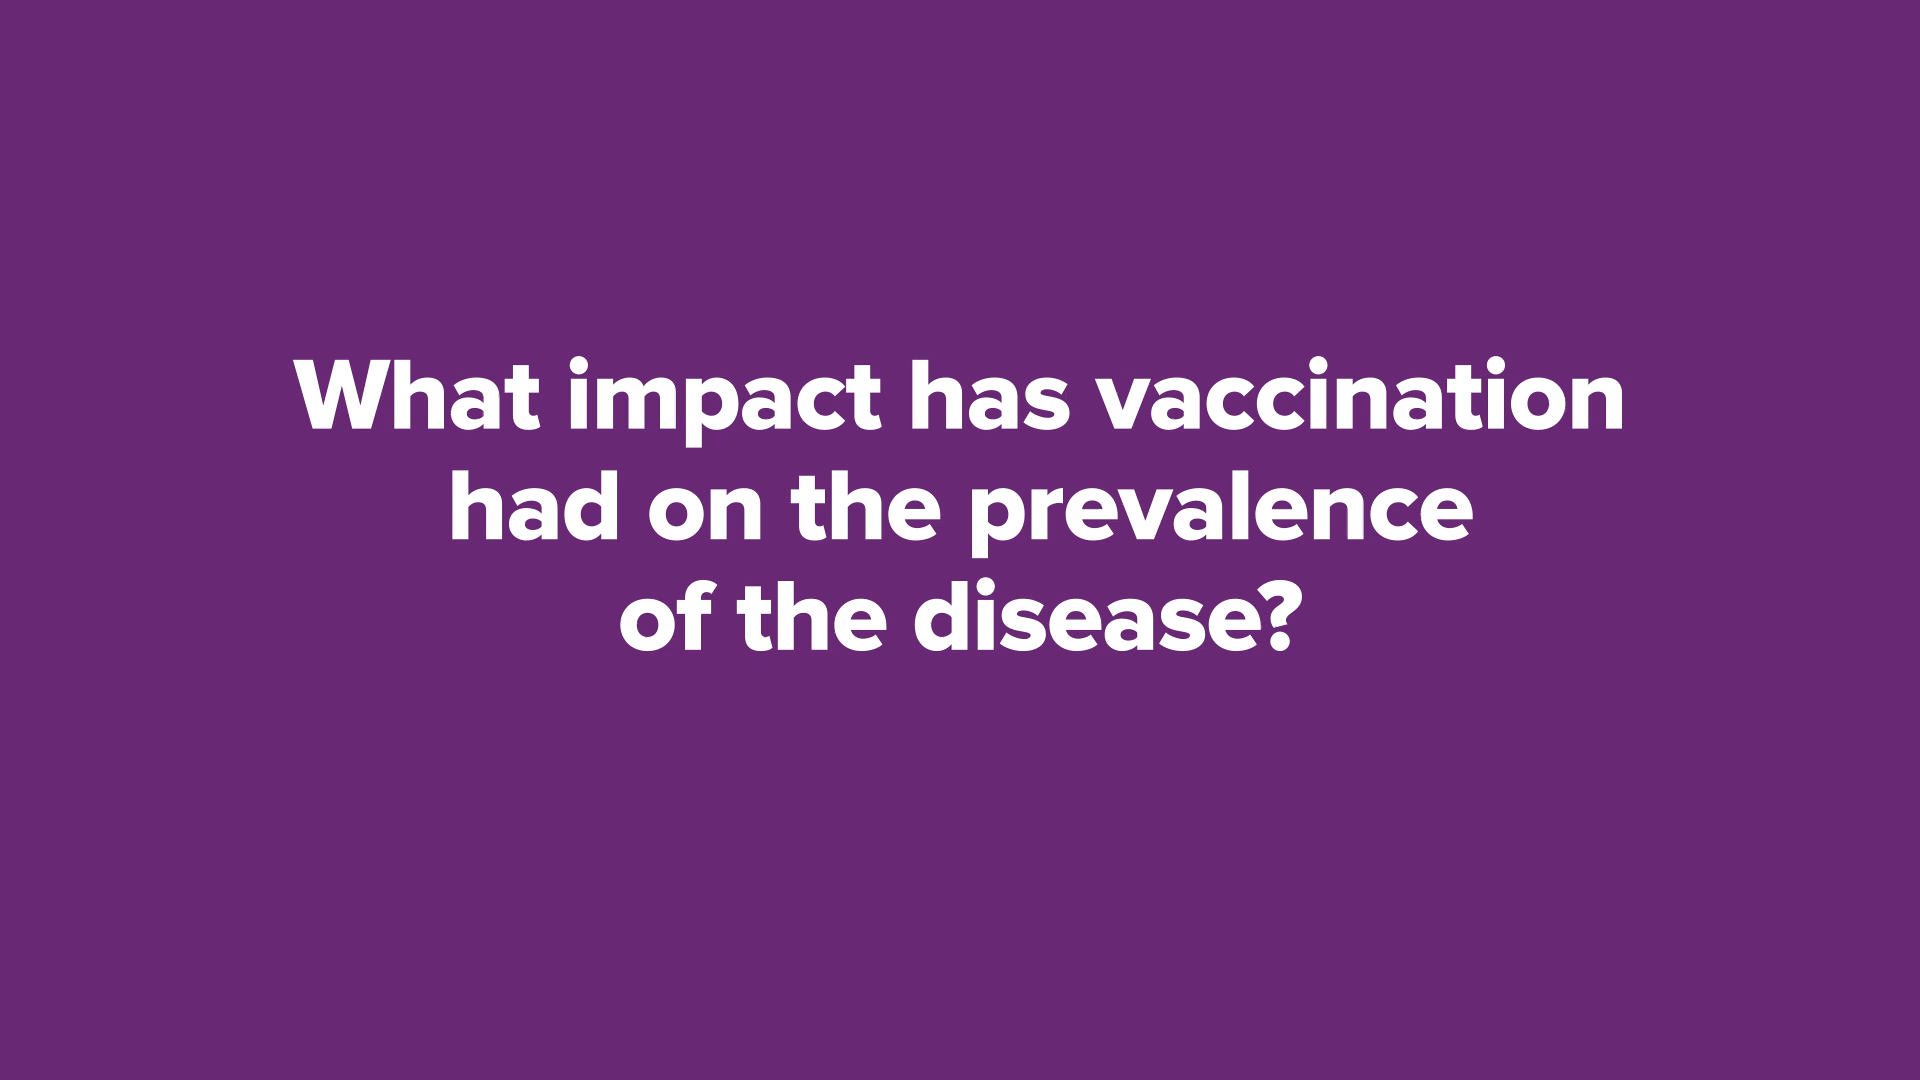 What impact has vaccination
had on the prevalence
of the disease?